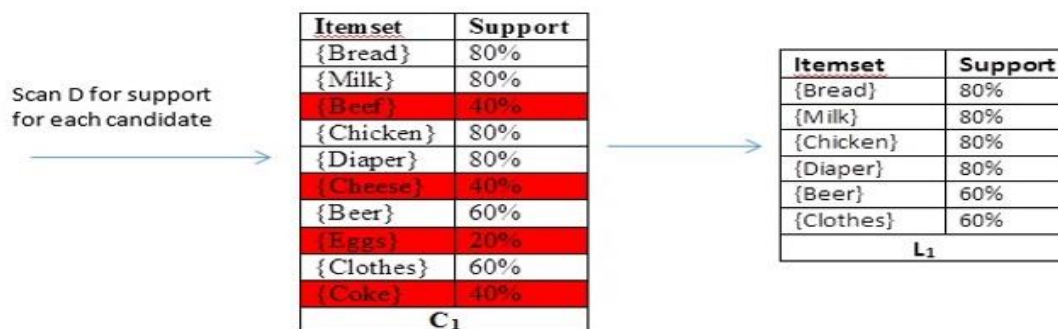 Scan D for support
for each candidate
Itemset Support
{Bread} 80%
{Milk} 80%
{Beef} 40%
{Chicken} 80%
{Diaper} 80%
{Cheese} 40%
{Beer} 60%
{Eggs} 20%
{Clothes} 60%
{Coke} 40%
C₁
Itemset Support
{Bread} 80%
{Milk} 80%
{Chicken} 80%
{Diaper} 80%
{Beer} 60%
{Clothes} 60%
L₁